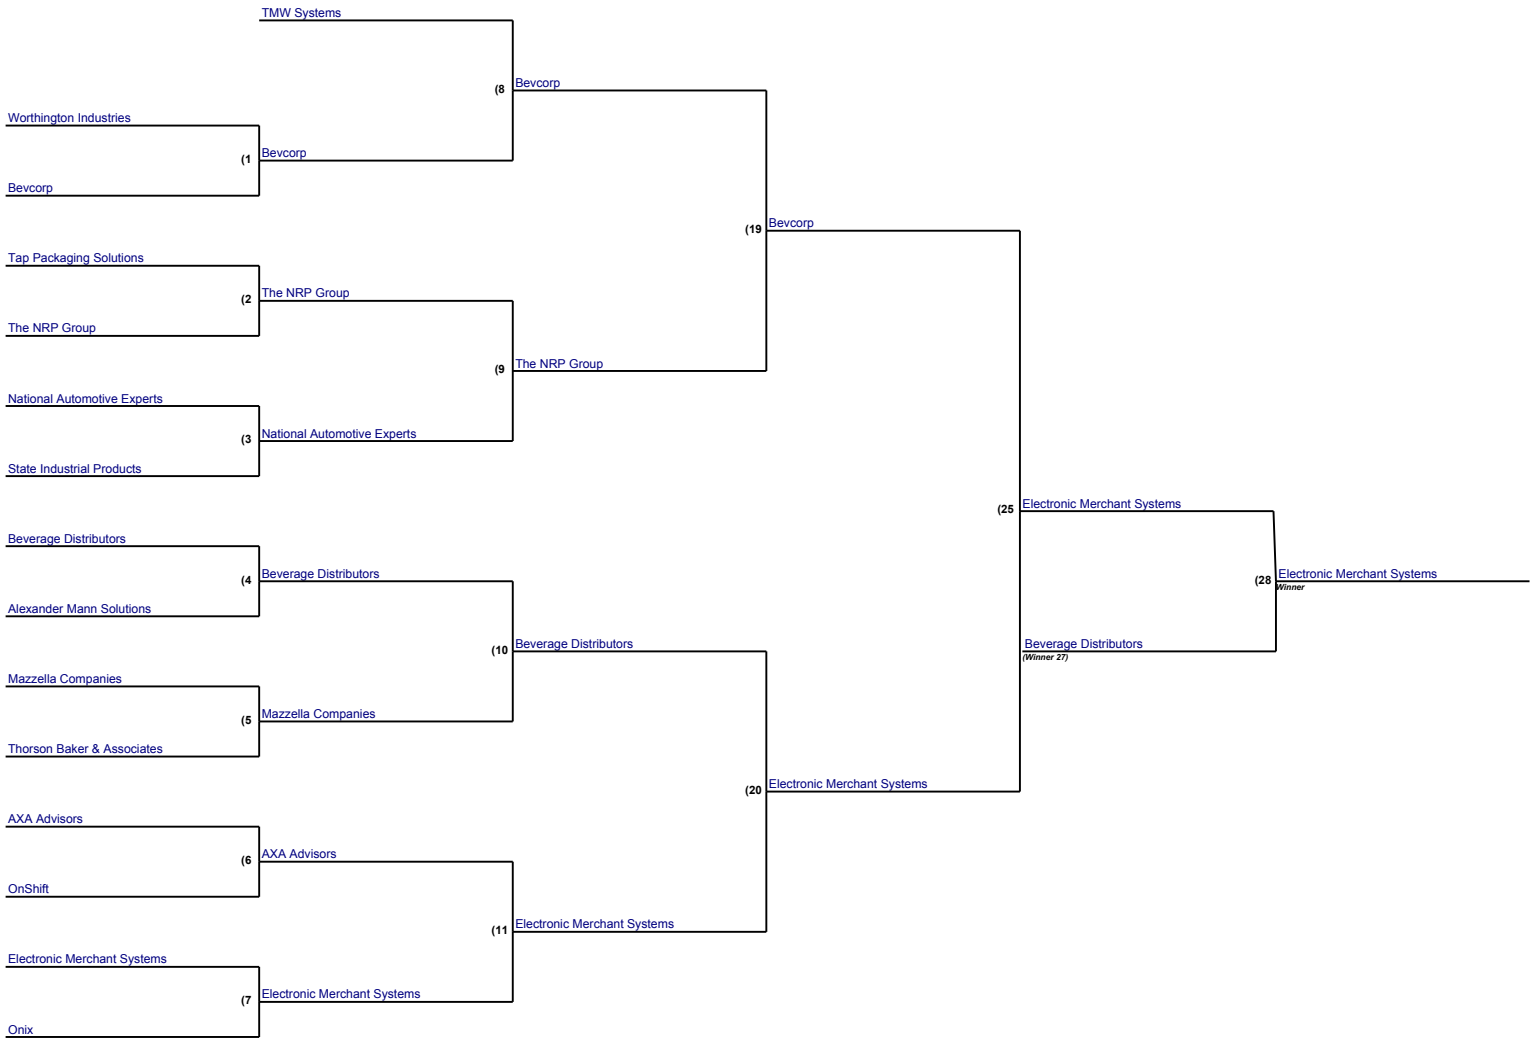 TMW Systems
(8
Bevcorp
Worthington Industries
(1
Bevcorp
Bevcorp
(19
Bevcorp
Tap Packaging Solutions
(2
The NRP Group
The NRP Group
(9
The NRP Group
National Automotive Experts
(3
National Automotive Experts
State Industrial Products
(25
Electronic Merchant Systems
Beverage Distributors
(4
Beverage Distributors
(28
Electronic Merchant Systems
Winner
Alexander Mann Solutions
(10
Beverage Distributors
Beverage Distributors
(Winner 27)
Mazzella Companies
(5
Mazzella Companies
Thorson Baker & Associates
(20
Electronic Merchant Systems
AXA Advisors
(6
AXA Advisors
OnShift
(11
Electronic Merchant Systems
Electronic Merchant Systems
(7
Electronic Merchant Systems
Onix